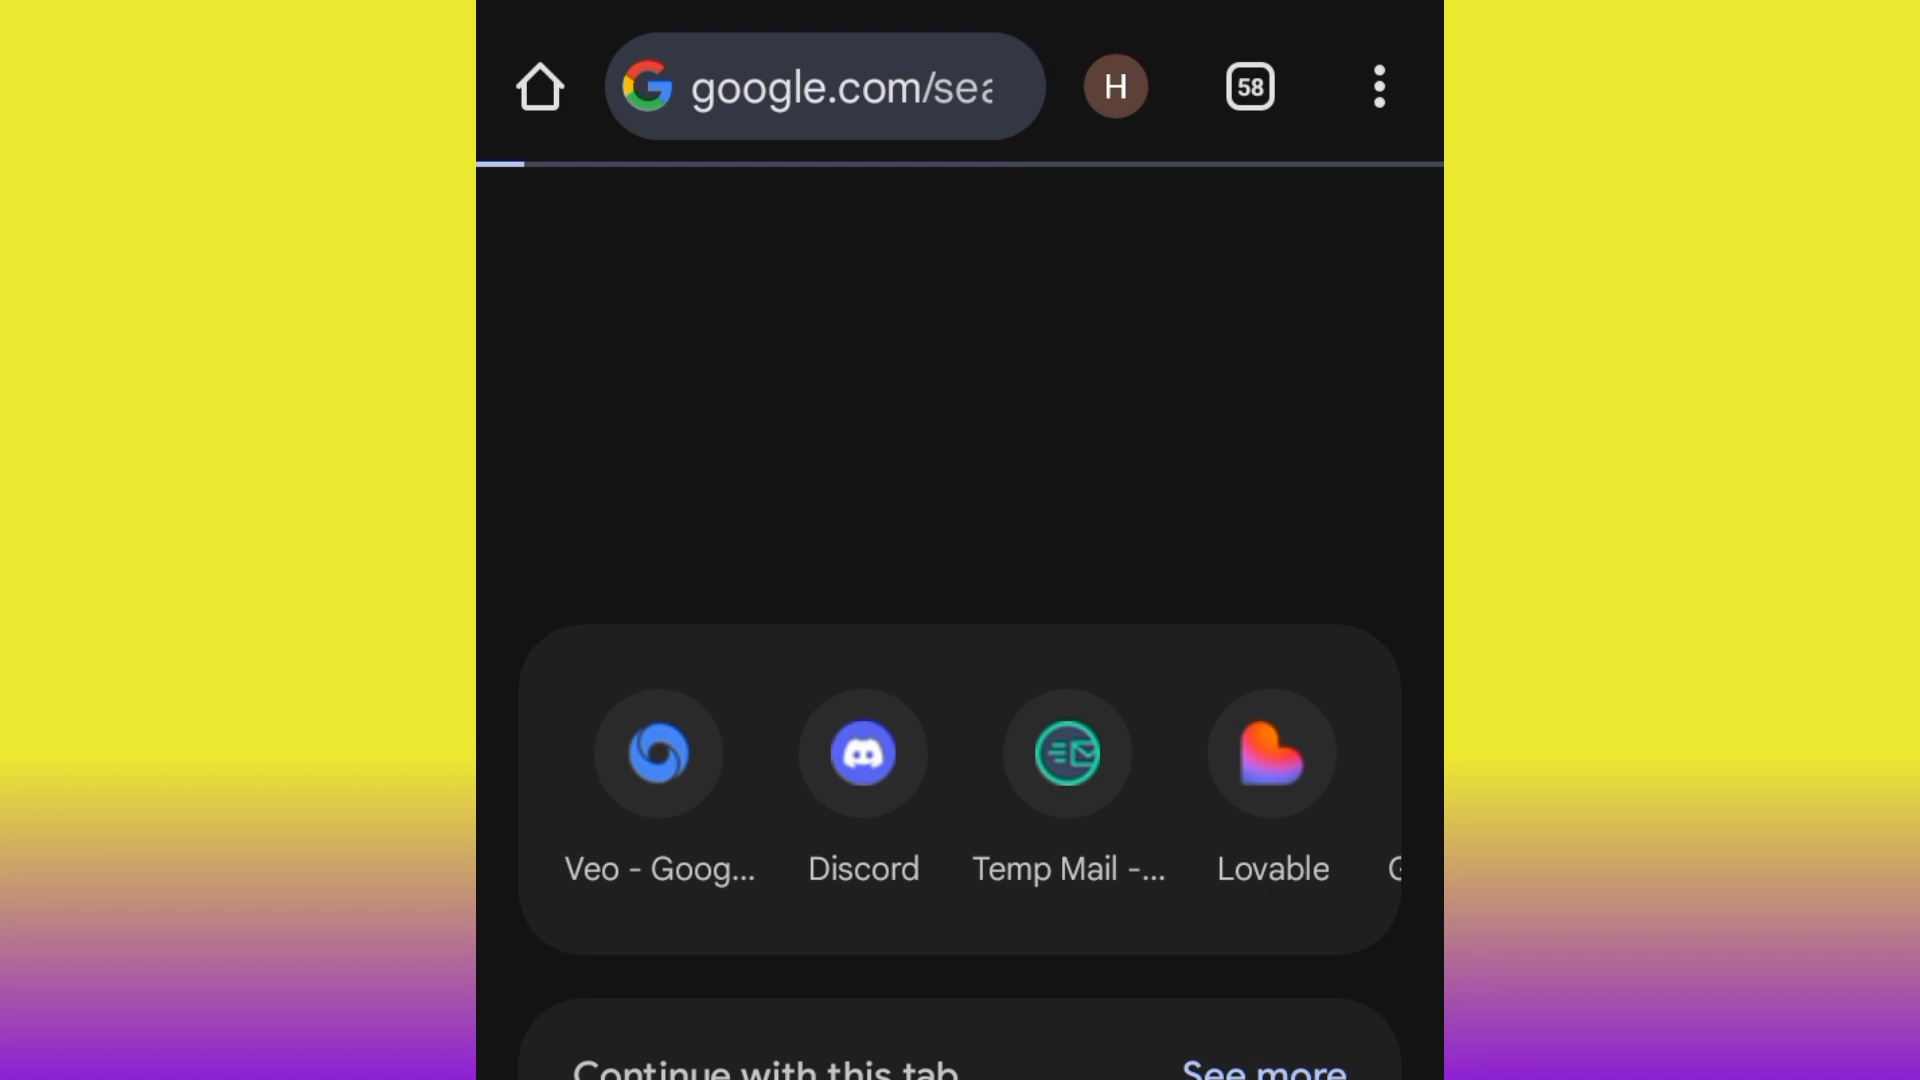 google.com/sea
H
58
Veo - Goog...
Discord
Temp Mail -...
Lovable
Continue with this tab
See more